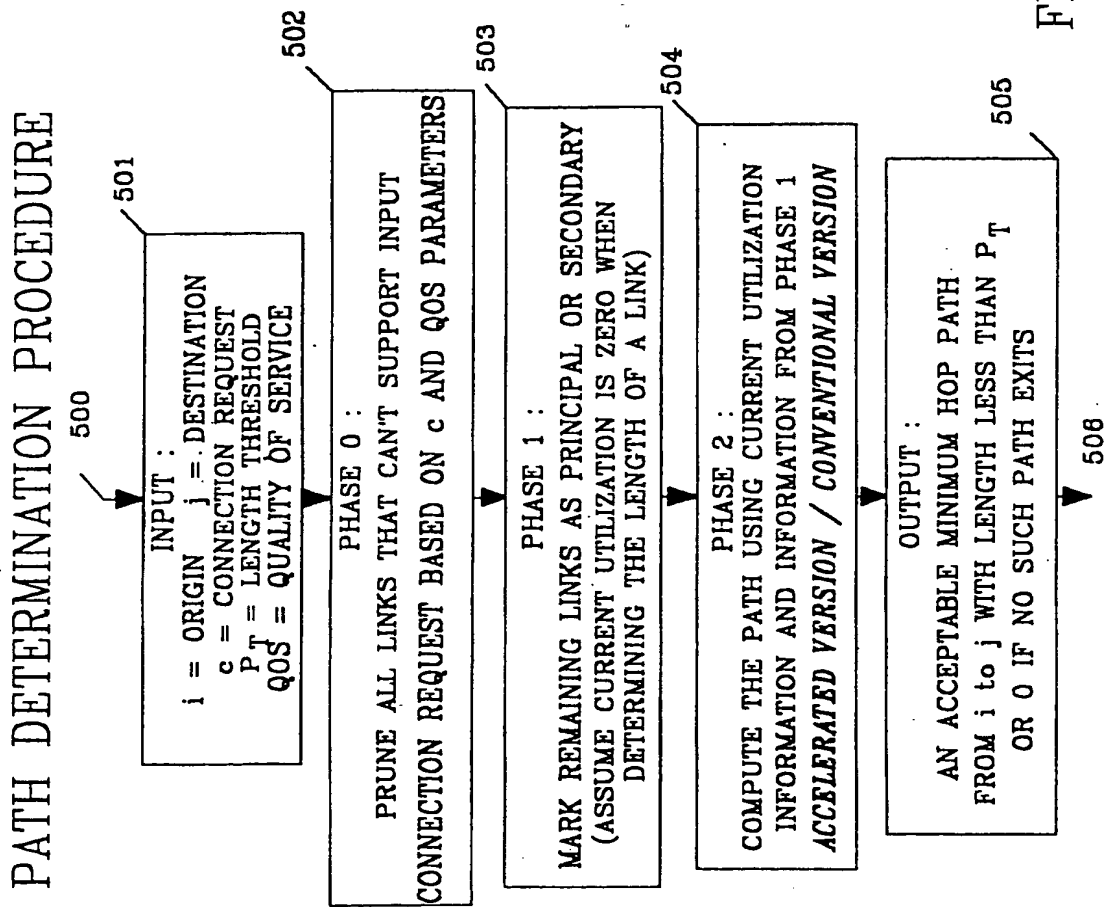 PATH DETERMINATION PROCEDURE
500
501
INPUT :
i = ORIGIN j = DESTINATION
c = CONNECTION REQUEST
PT = LENGTH THRESHOLD
QOS = QUALITY OF SERVICE
502
PHASE 0 :
PRUNE ALL LINKS THAT CAN'T SUPPORT INPUT
CONNECTION REQUEST BASED ON c AND QOS PARAMETERS
503
PHASE 1 :
MARK REMAINING LINKS AS PRINCIPAL OR SECONDARY
(ASSUME CURRENT UTILIZATION IS ZERO WHEN
DETERMINING THE LENGTH OF A LINK)
504
PHASE 2 :
COMPUTE THE PATH USING CURRENT UTILIZATION
INFORMATION AND INFORMATION FROM PHASE 1
ACCELERATED VERSION / CONVENTIONAL VERSION
505
OUTPUT :
AN ACCEPTABLE MINIMUM HOP PATH
FROM i to j WITH LENGTH LESS THAN PT
OR 0 IF NO SUCH PATH EXISTS
508